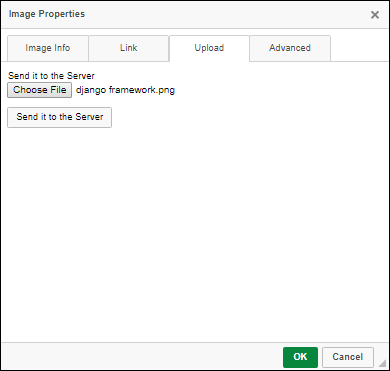 Image Properties
Image Info Link Upload Advanced
Send it to the Server
Choose File django framework.png
Send it to the Server
OK Cancel